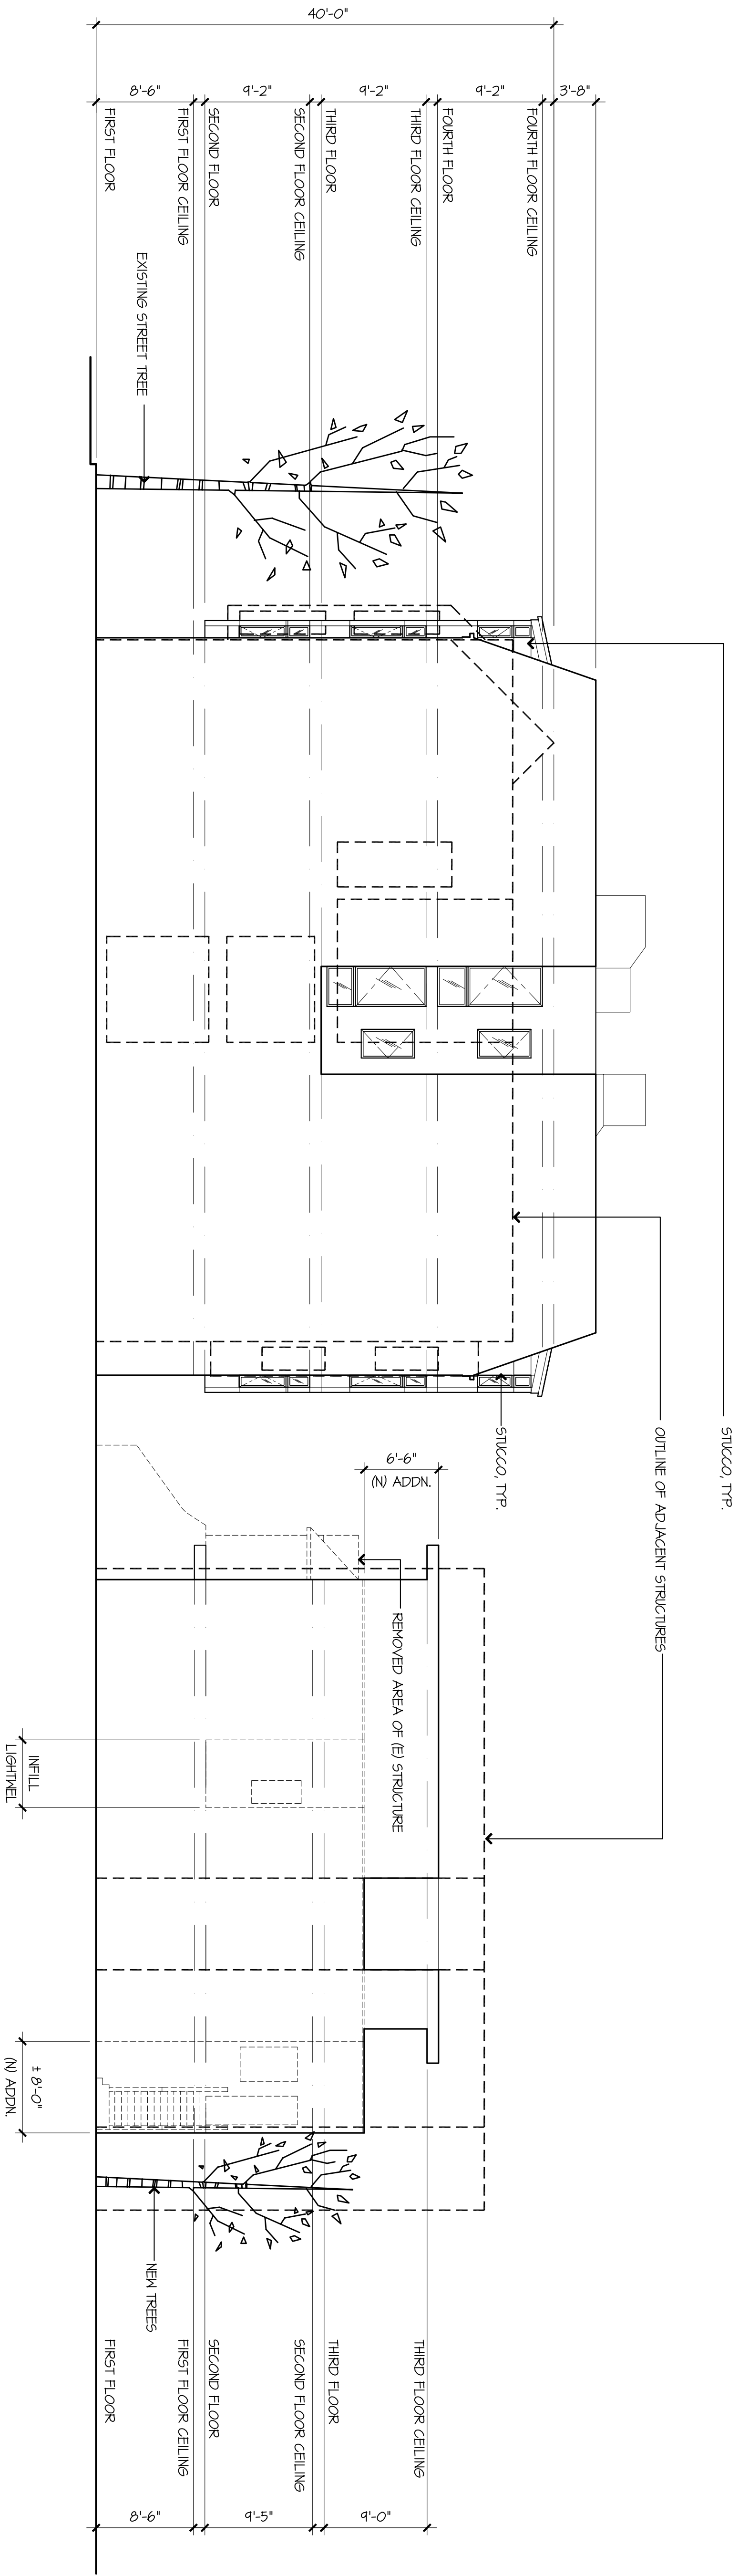 40'-0"
8'-6"
9'-2"
9'-2"
9'-2"
3'-8"
FIRST FLOOR
FIRST FLOOR CEILING
SECOND FLOOR
SECOND FLOOR CEILING
THIRD FLOOR
THIRD FLOOR CEILING
FOURTH FLOOR
FOURTH FLOOR CEILING
EXISTING STREET TREE
STUCCO, TYP.
OUTLINE OF ADJACENT STRUCTURES
STUCCO, TYP.
6'-6"
(N) ADDN.
REMOVED AREA OF (E) STRUCTURE
INFILL
LIGHTWEL
± 8'-0"
(N) ADDN.
NEW TREES
FIRST FLOOR
FIRST FLOOR CEILING
SECOND FLOOR
SECOND FLOOR CEILING
THIRD FLOOR
THIRD FLOOR CEILING
8'-6"
9'-5"
9'-0"